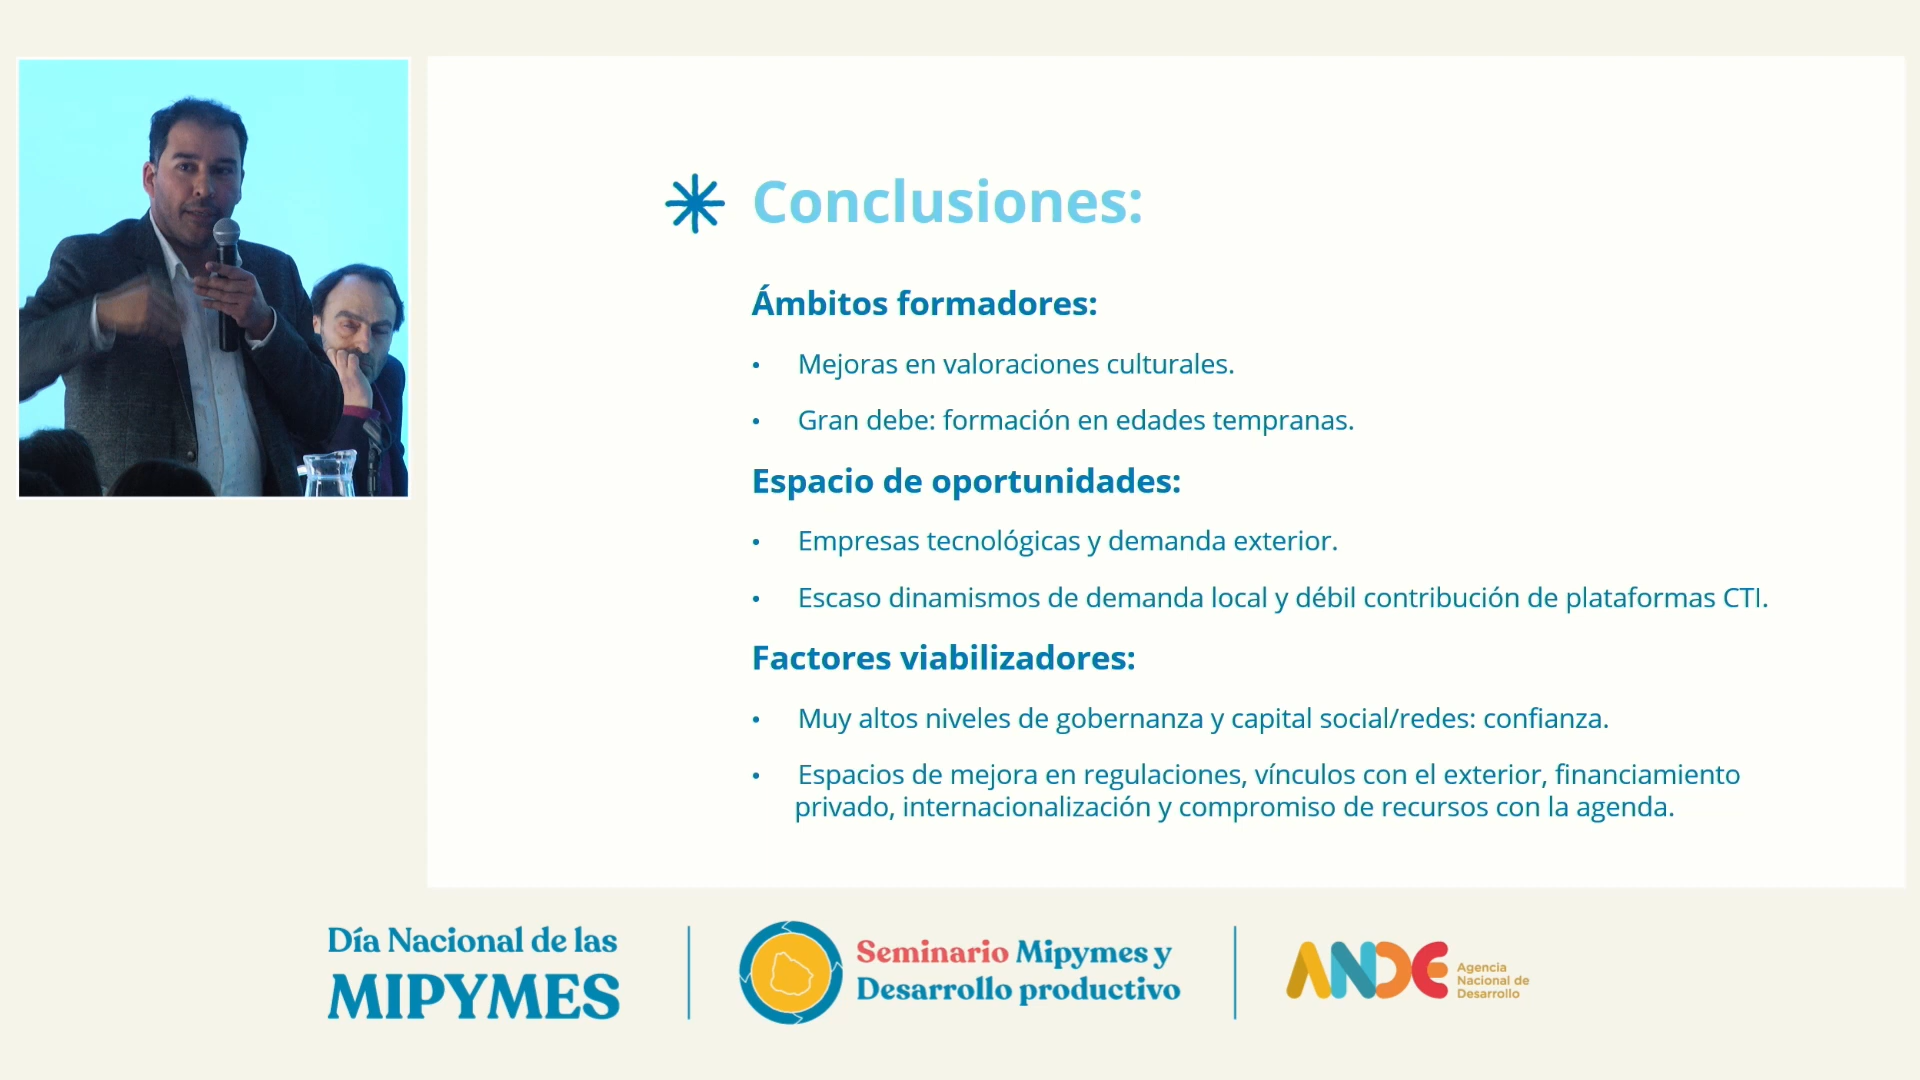 Conclusiones:
Ámbitos formadores:
• Mejoras en valoraciones culturales.
• Gran debe: formación en edades tempranas.
Espacio de oportunidades:
• Empresas tecnológicas y demanda exterior.
• Escaso dinamismos de demanda local y débil contribución de plataformas CTI.
Factores viabilizadores:
• Muy altos niveles de gobernanza y capital social/redes: confianza.
• Espacios de mejora en regulaciones, vínculos con el exterior, financiamiento
privado, internacionalización y compromiso de recursos con la agenda.
Día Nacional de las
MIPYMES
Seminario Mipymes y
Desarrollo productivo
ANDE
Agencia
Nacional de
Desarrollo